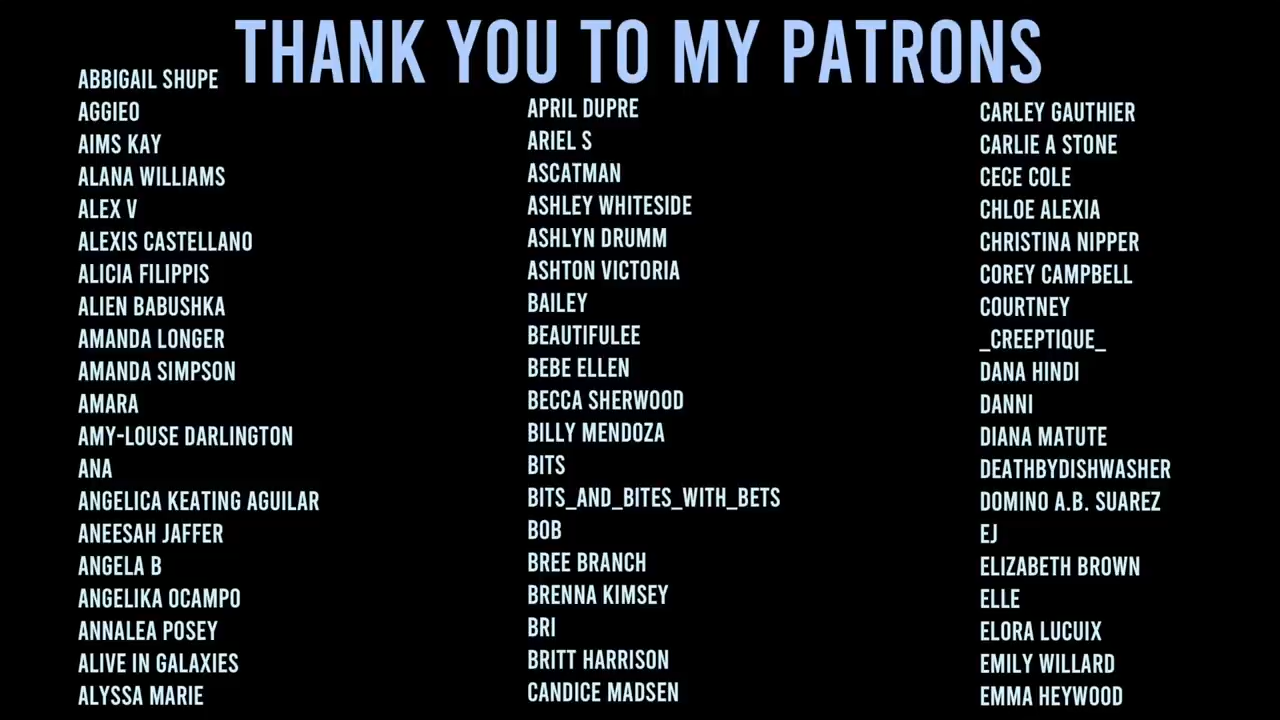 THANK YOU TO MY PATRONS
ABBIGAIL SHUPE
AGGIEO
AIMS KAY
ALANA WILLIAMS
ALEX V
ALEXIS CASTELLANO
ALICIA FILIPPIS
ALIEN BABUSHKA
AMANDA LONGER
AMANDA SIMPSON
AMARA
AMY-LOUSE DARLINGTON
ANA
ANGELICA KEATING AGUILAR
ANEESAH JAFFER
ANGELA B
ANGELIKA OCAMPO
ANNALEA POSEY
ALIVE IN GALAXIES
ALYSSA MARIE
APRIL DUPRE
ARIEL S
ASCATMAN
ASHLEY WHITESIDE
ASHLYN DRUMM
ASHTON VICTORIA
BAILEY
BEAUTIFULEE
BEBE ELLEN
BECCA SHERWOOD
BILLY MENDOZA
BITS
BITS_AND_BITES_WITH_BETS
BOB
BREE BRANCH
BRENNA KIMSEY
BRI
BRITT HARRISON
CANDICE MADSEN
CARLEY GAUTHIER
CARLIE A STONE
CECE COLE
CHLOE ALEXIA
CHRISTINA NIPPER
COREY CAMPBELL
COURTNEY
_CREEPTIQUE_
DANA HINDI
DANNI
DIANA MATUTE
DEATHBYDISHWASHER
DOMINO A.B. SUAREZ
EJ
ELIZABETH BROWN
ELLE
ELORA LUCUIX
EMILY WILLARD
EMMA HEYWOOD